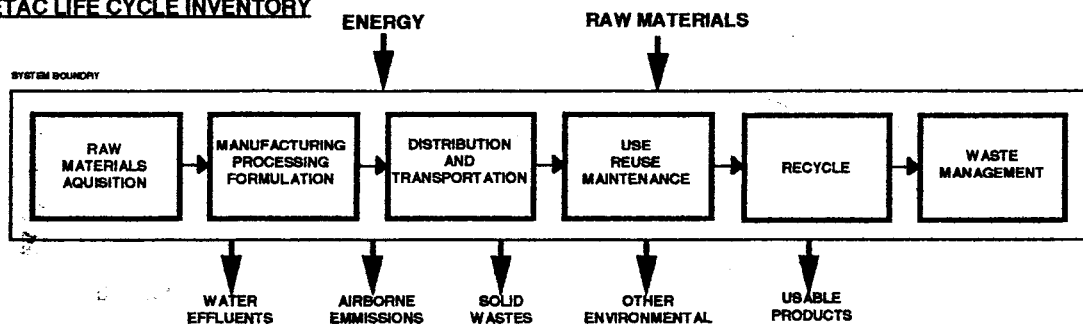 ETAC LIFE CYCLE INVENTORY
ENERGY
RAW MATERIALS
SYSTEM BOUNDRY
RAW
MATERIALS
AQUISITION
MANUFACTURING
PROCESSING
FORMULATION
DISTRIBUTION
AND
TRANSPORTATION
USE
REUSE
MAINTENANCE
RECYCLE
WASTE
MANAGEMENT
WATER
EFFLUENTS
AIRBORNE
EMMISSIONS
SOLID
WASTES
OTHER
ENVIRONMENTAL
USABLE
PRODUCTS